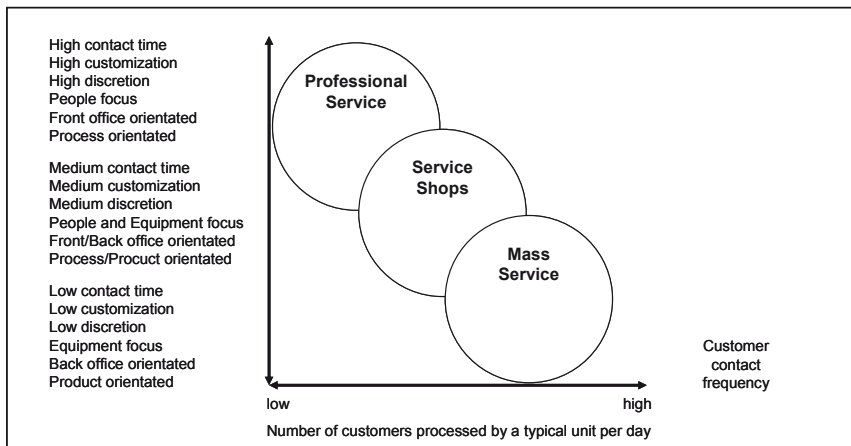 High contact time
High customization
High discretion
People focus
Front office orientated
Process orientated
Medium contact time
Medium customization
Medium discretion
People and Equipment focus
Front/Back office orientated
Process/Procuct orientated
Low contact time
Low customization
Low discretion
Equipment focus
Back office orientated
Product orientated
Professional
Service
Service
Shops
Mass
Service
Customer
contact
frequency
low
high
Number of customers processed by a typical unit per day